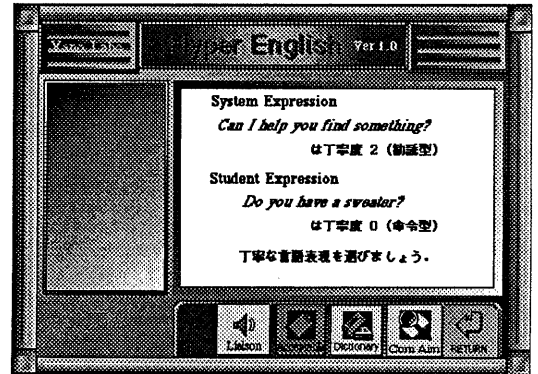 Hyper English Ver 1.0
System Expression
Can I help you find something?
は丁寧度 2 (勧誘型)
Student Expression
Do you have a sweater?
は丁寧度 0 (命令型)
丁寧な言語表現を選びましょう.
Liaison
Dictionary
Com Aim
RETURN